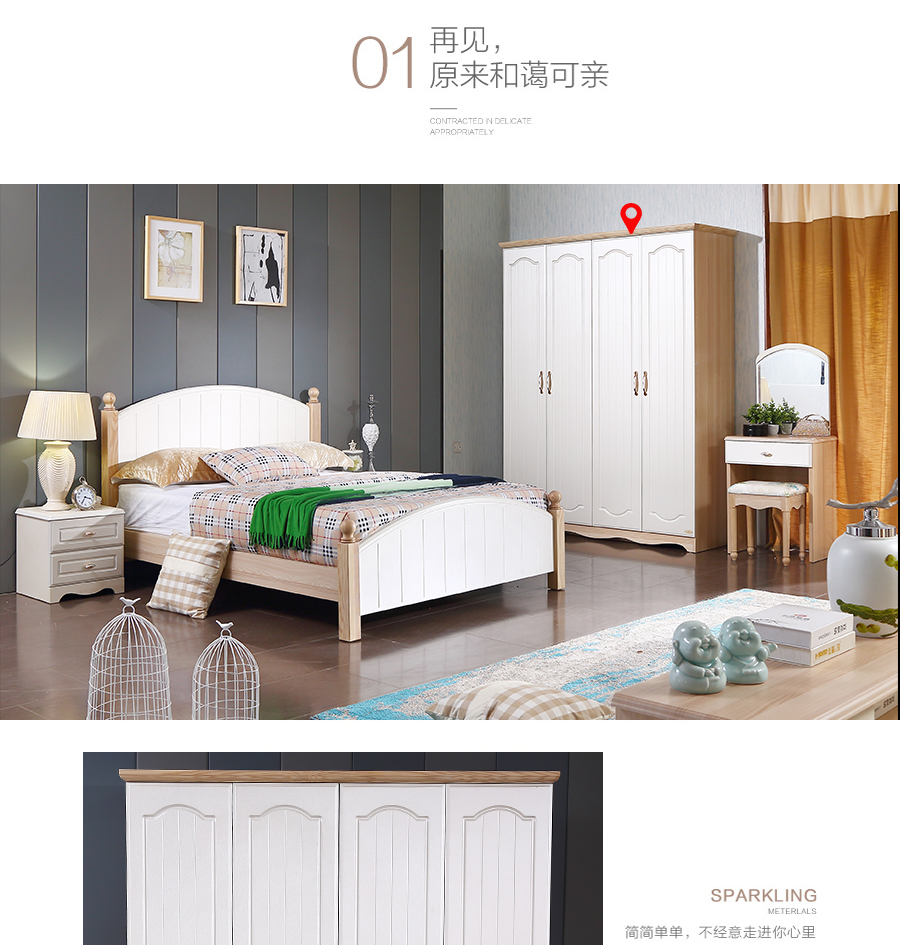 01
再见，
原来和蔼可亲
CONTRACTED IN DELICATE
APPROPRIATELY
SPARKLING
METERLALS
简简单单，不经意走进你心里